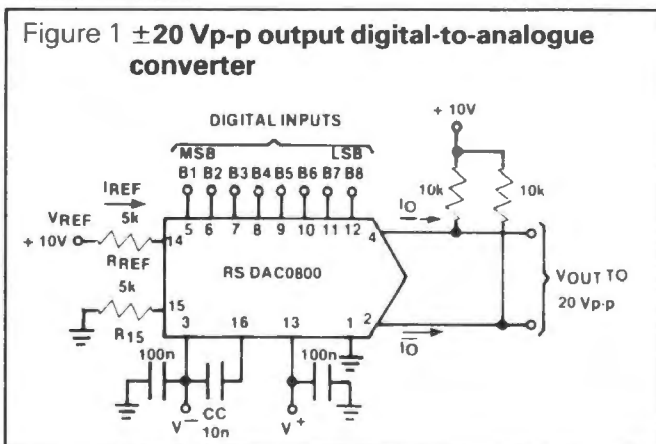 Figure 1 ±20 Vp-p output digital-to-analogue
converter
DIGITAL INPUTS
MSB LSB
B1 B2 B3 B4 B5 B6 B7 B8
+ 10V
10k 10k
IREF
5k
VREF
+ 10V
RREF
5 6 7 8 9 10 11 12
14
4
IO
RS DAC0800
VOUT TO
20 Vp-p
5k
15
R15
3 16 13 1
2
IO
100n
100n
V− CC
10n
V+